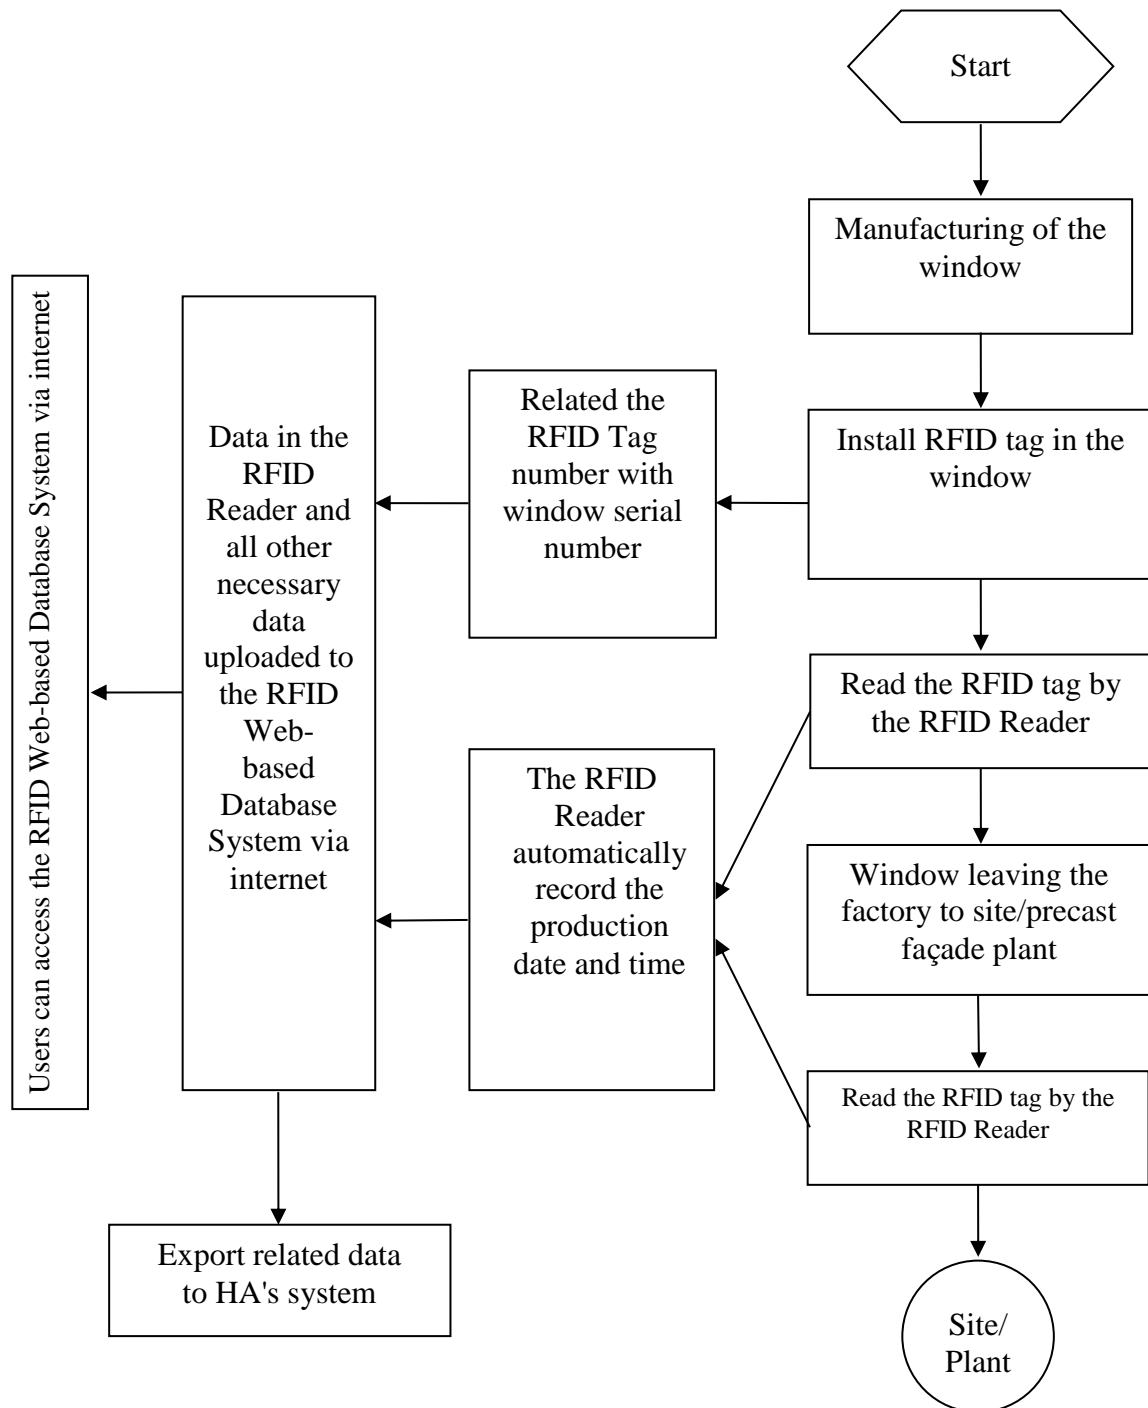 Start
Manufacturing of the
window
Install RFID tag in the
window
Related the
RFID Tag
number with
window serial
number
Read the RFID tag by
the RFID Reader
The RFID
Reader
automatically
record the
production
date and time
Window leaving the
factory to site/precast
façade plant
Read the RFID tag by the
RFID Reader
Site/
Plant
Data in the
RFID
Reader and
all other
necessary
data
uploaded to
the RFID
Web-
based
Database
System via
internet
Users can access the RFID Web-based Database System via internet
Export related data
to HA's system